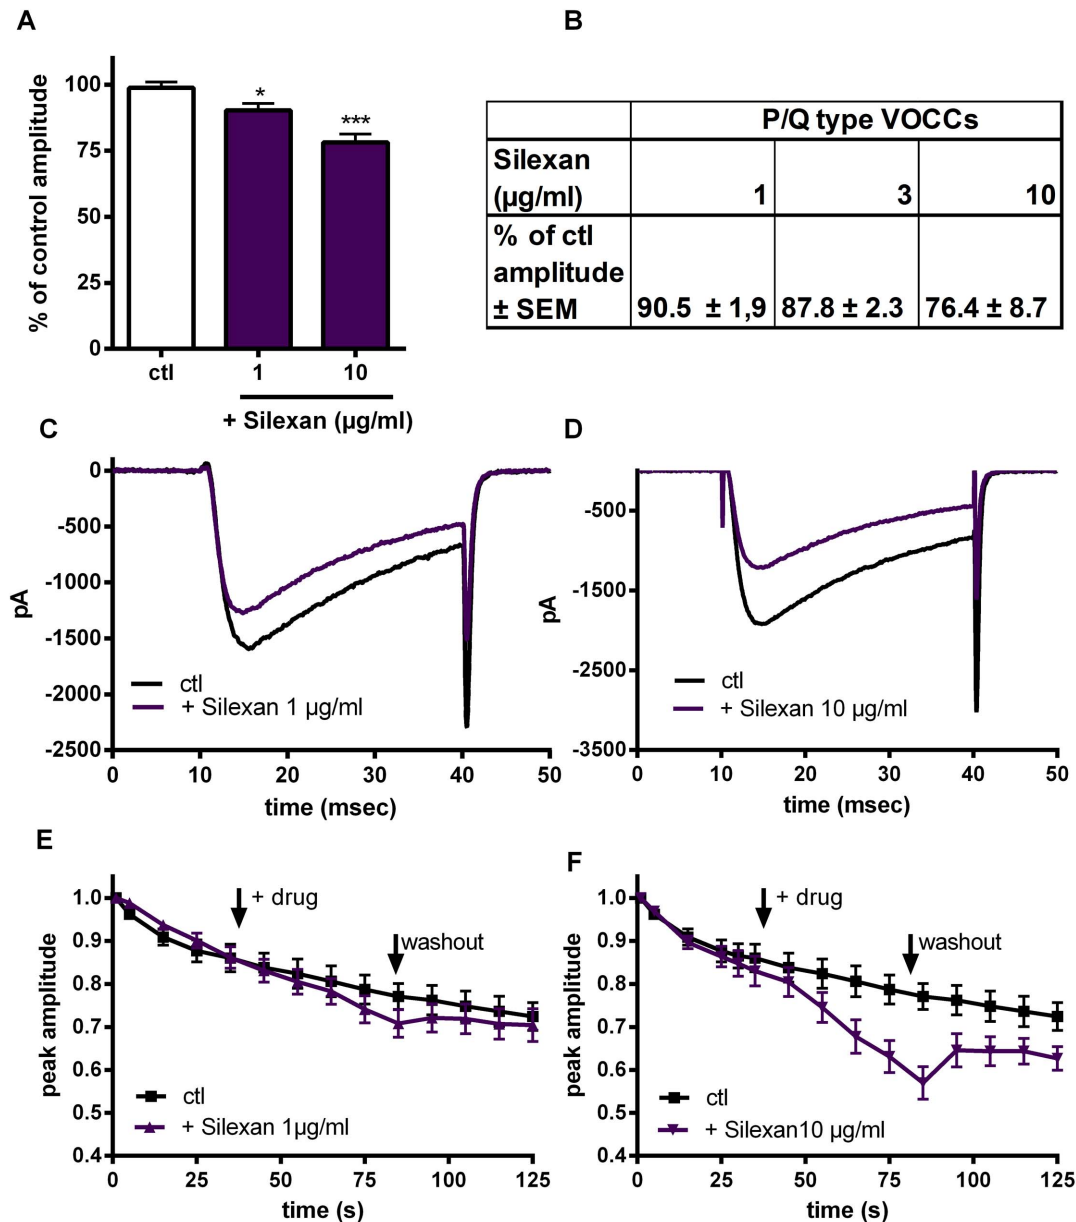 A
B
% of control amplitude
100
75
50
25
0
*
***
ctl
1
10
+ Silexan (µg/ml)
P/Q type VOCCs
Silexan
(µg/ml)
1
3
10
% of ctl
amplitude
± SEM
90.5 ± 1,9
87.8 ± 2.3
76.4 ± 8.7
C
pA
0
-500
-1000
-1500
-2000
-2500
ctl
+ Silexan 1 µg/ml
0
10
20
30
40
50
time (msec)
D
pA
-500
-1500
-2500
-3500
ctl
+ Silexan 10 µg/ml
0
10
20
30
40
50
time (msec)
E
peak amplitude
1.0
0.9
0.8
0.7
0.6
0.5
0.4
+ drug
washout
ctl
+ Silexan 1µg/ml
0
25
50
75
100
125
time (s)
F
peak amplitude
1.0
0.9
0.8
0.7
0.6
0.5
0.4
+ drug
washout
ctl
+ Silexan10 µg/ml
0
25
50
75
100
125
time (s)